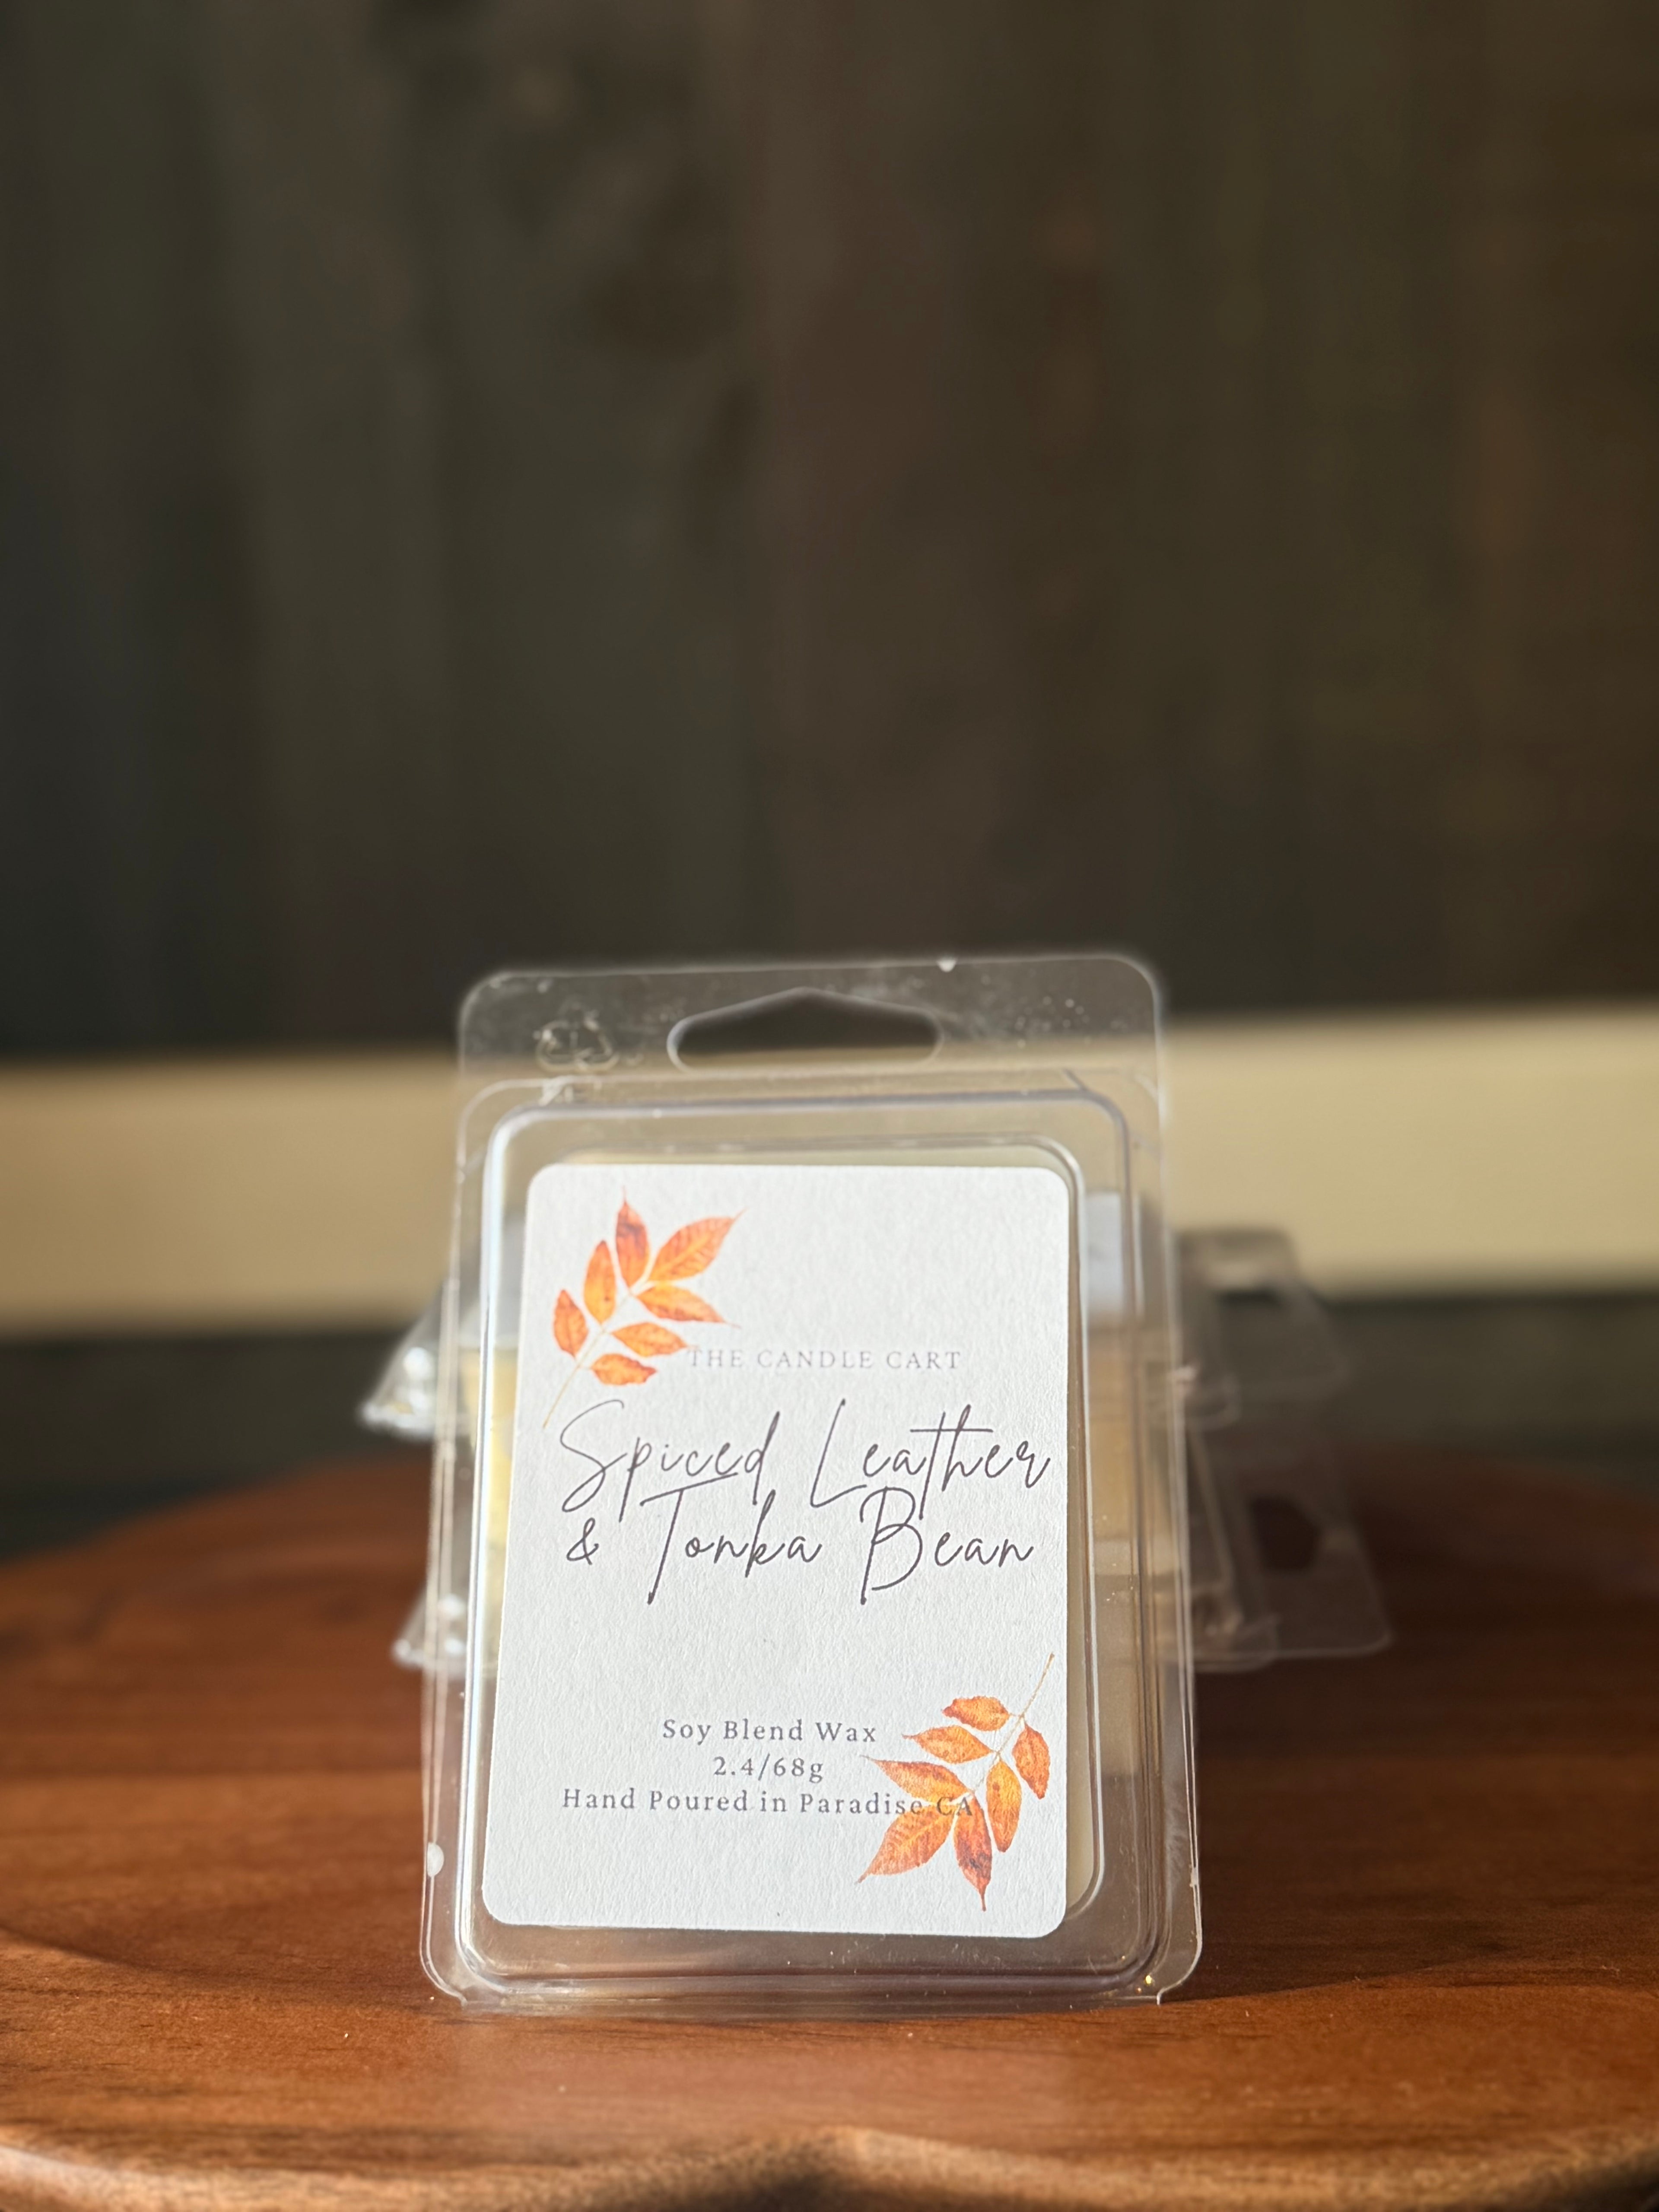 THE CANDLE CART
Spiced Leather
& Tonka Bean
Soy Blend Wax
2.4/68g
Hand Poured in Paradise CA